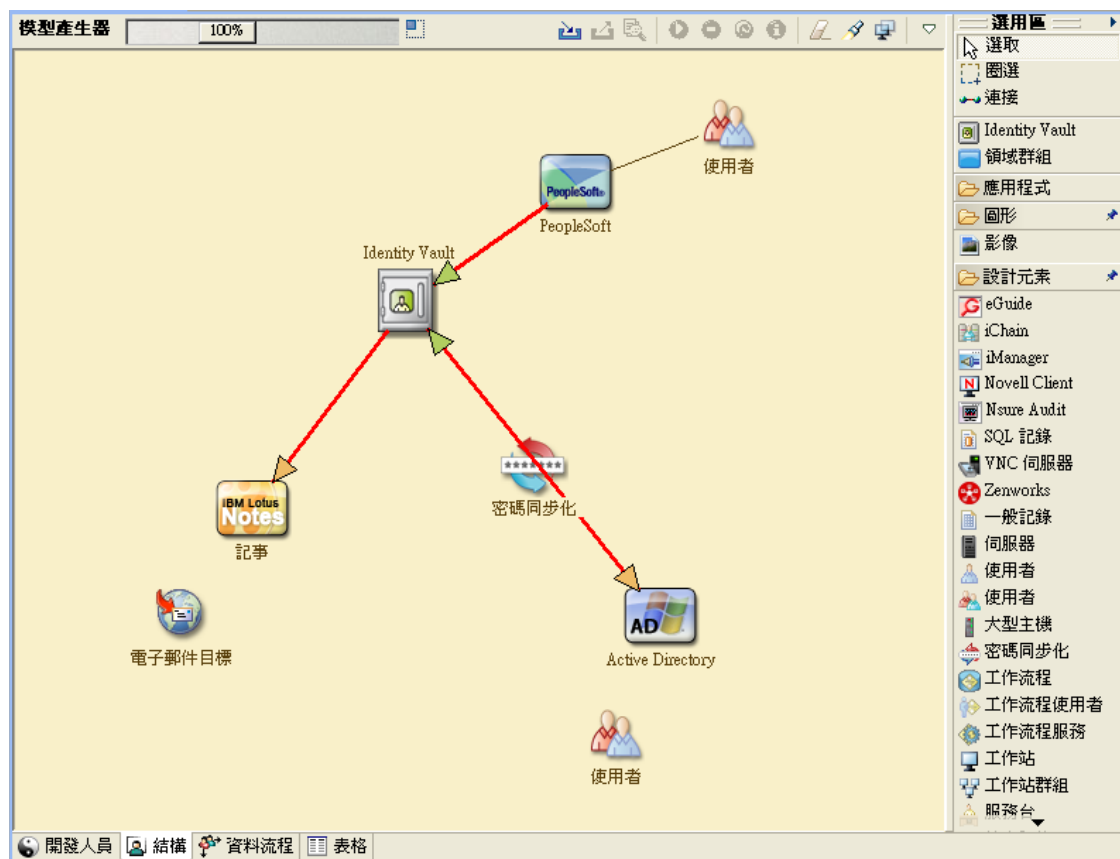 模型產生器
100%
使用者
PeopleSoft®
PeopleSoft
Identity Vault
密碼同步化
IBM Lotus
Notes
記事
電子郵件目標
AD
Active Directory
使用者
開發人員
結構
資料流程
表格
選用區
選取
圈選
連接
Identity Vault
領域群組
應用程式
圖形
影像
設計元素
eGuide
iChain
iManager
Novell Client
Nsure Audit
SQL 記錄
VNC 伺服器
Zenworks
一般記錄
伺服器
使用者
使用者
大型主機
密碼同步化
工作流程
工作流程使用者
工作流程服務
工作站
工作站群組
服務台